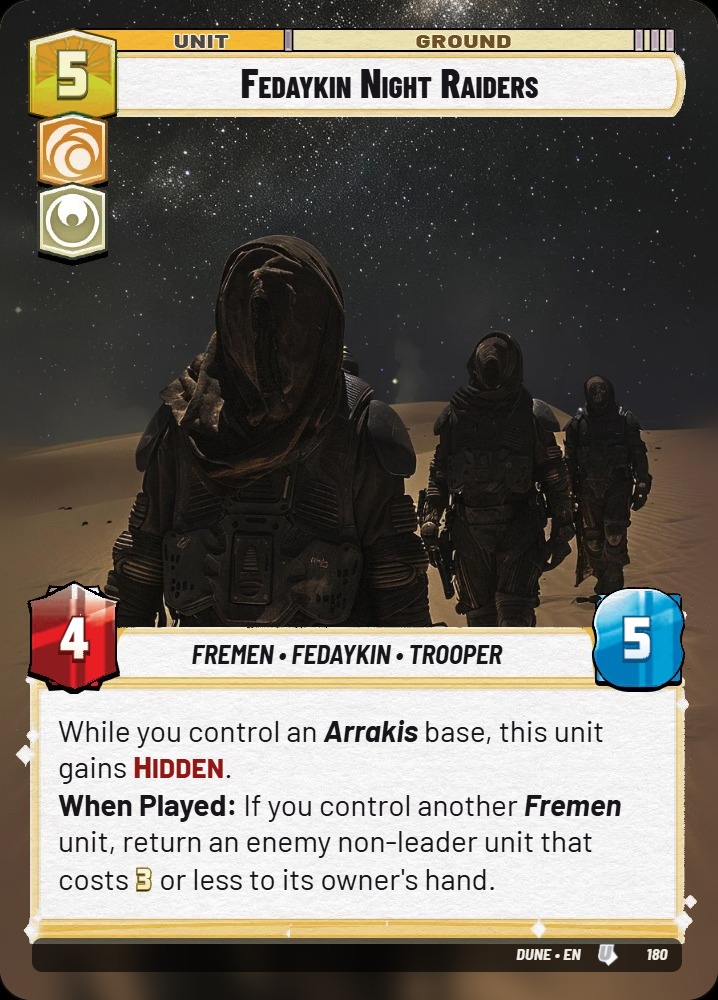 UNIT
GROUND
5
Fedaykin Night Raiders
4
FREMEN • FEDAYKIN • TROOPER
5
While you control an Arrakis base, this unit
gains HIDDEN.
When Played: If you control another Fremen
unit, return an enemy non-leader unit that
costs 3 or less to its owner's hand.
DUNE • EN U 180